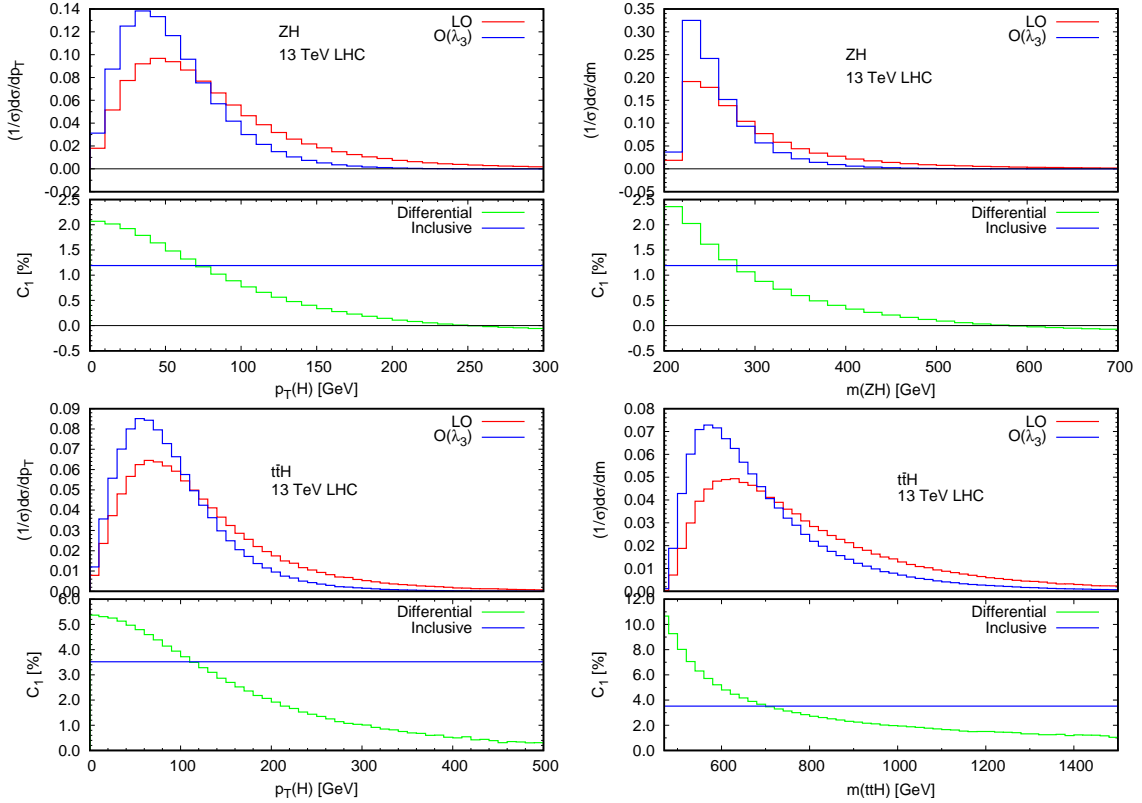 0.14
0.12
0.10
0.08
0.06
0.04
0.02
0.00
-0.02
(1/σ)dσ/dp_T
ZH
13 TeV LHC
LO
O(λ_3)
2.5
2.0
1.5
1.0
0.5
0.0
-0.5
C_1 [%]
Differential
Inclusive
0 50 100 150 200 250 300
p_T(H) [GeV]
0.35
0.30
0.25
0.20
0.15
0.10
0.05
0.00
-0.05
(1/σ)dσ/dm
ZH
13 TeV LHC
LO
O(λ_3)
2.5
2.0
1.5
1.0
0.5
0.0
-0.5
C_1 [%]
Differential
Inclusive
200 300 400 500 600 700
m(ZH) [GeV]
0.09
0.08
0.07
0.06
0.05
0.04
0.03
0.02
0.01
0.00
(1/σ)dσ/dp_T
tt̄H
13 TeV LHC
LO
O(λ_3)
6.0
5.0
4.0
3.0
2.0
1.0
0.0
C_1 [%]
Differential
Inclusive
0 100 200 300 400 500
p_T(H) [GeV]
0.08
0.07
0.06
0.05
0.04
0.03
0.02
0.01
0.00
(1/σ)dσ/dm
tt̄H
13 TeV LHC
LO
O(λ_3)
12.0
10.0
8.0
6.0
4.0
2.0
0.0
C_1 [%]
Differential
Inclusive
600 800 1000 1200 1400
m(ttH) [GeV]